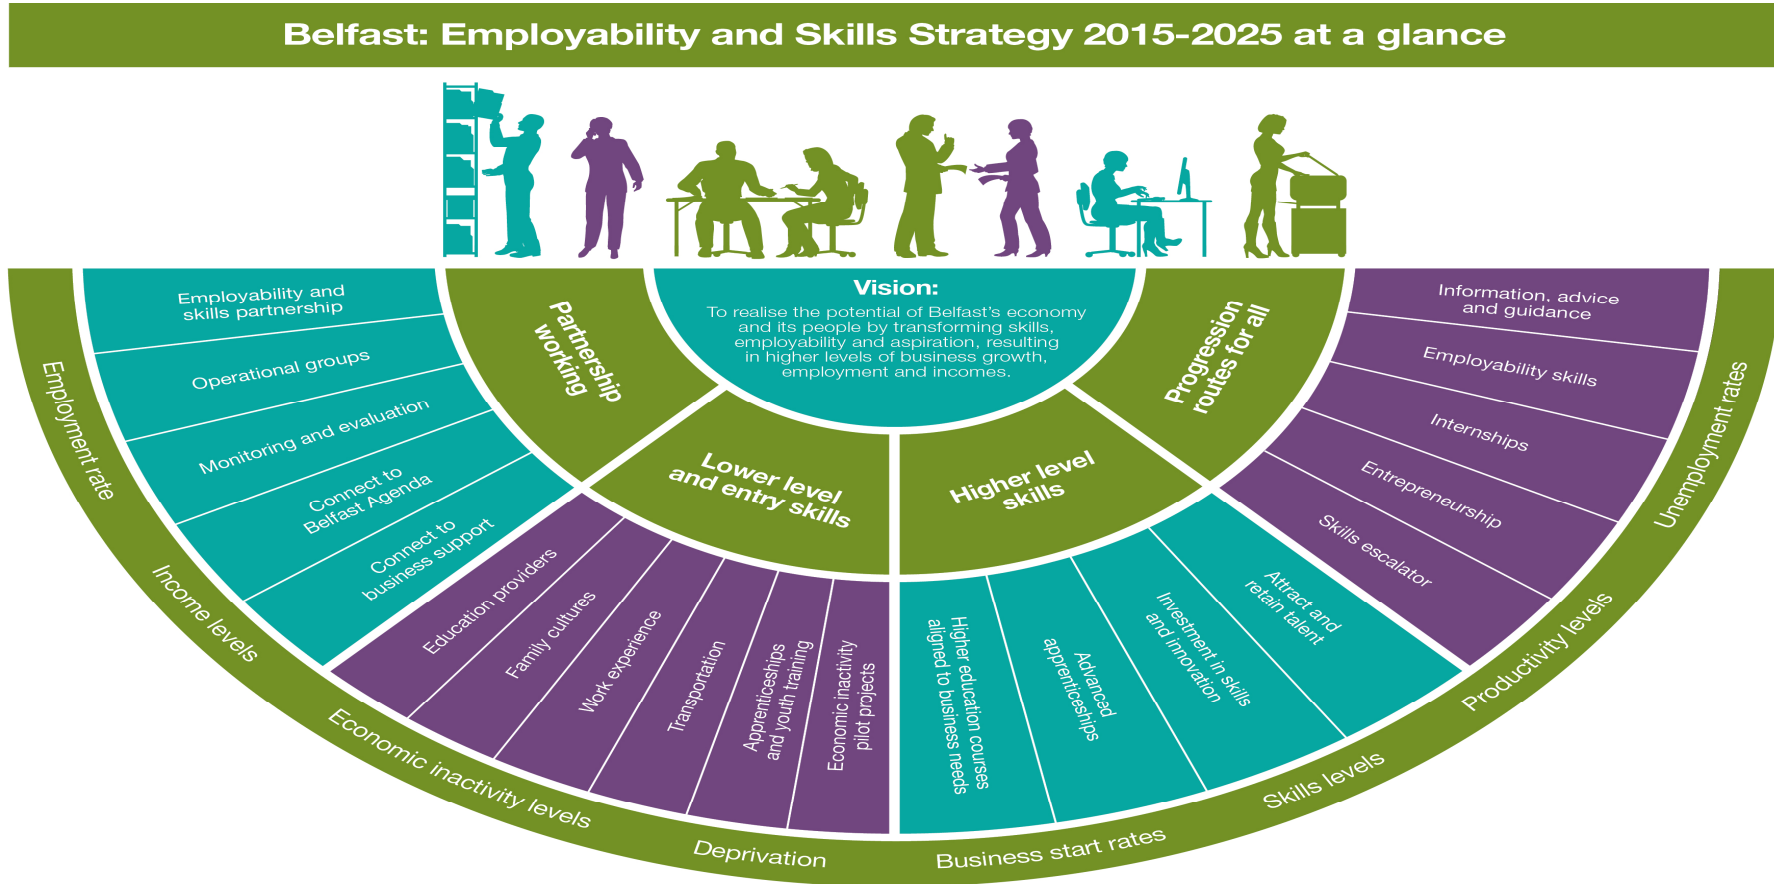 Belfast: Employability and Skills Strategy 2015-2025 at a glance
Vision:
To realise the potential of Belfast's economy
and its people by transforming skills,
employability and aspiration, resulting
in higher levels of business growth,
employment and incomes.
Partnership
working
Employability and
skills partnership
Operational groups
Monitoring and evaluation
Connect to
Belfast Agenda
Connect to
business support
Lower level
and entry skills
Education providers
Family cultures
Work experience
Transportation
Apprenticeships
and youth training
Economic inactivity
pilot projects
Higher level
skills
Higher education courses
aligned to business needs
Advanced
apprenticeships
Investment in skills
and innovation
Attract and
retain talent
Progression
routes for all
Information, advice
and guidance
Employability skills
Internships
Entrepreneurship
Skills escalator
Employment rate
Income levels
Economic inactivity levels
Deprivation
Business start rates
Skills levels
Productivity levels
Unemployment rates